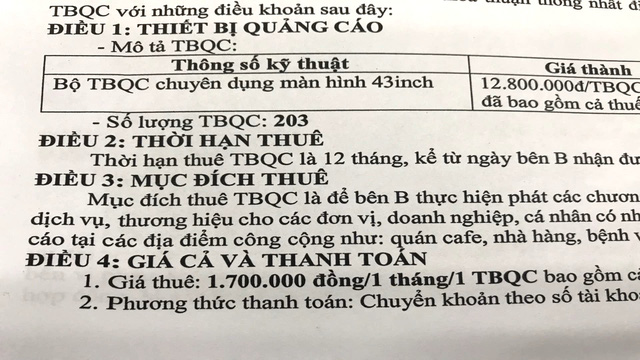 TBQC với những điều khoản sau đây:
thuận thống nhất
ĐIỀU 1: THIẾT BỊ QUẢNG CÁO
- Mô tả TBQC:
Thông số kỹ thuật Giá thành
Bộ TBQC chuyên dụng màn hình 43inch 12.800.000đ/TBQC
đã bao gồm cả thuế
- Số lượng TBQC: 203
ĐIỀU 2: THỜI HẠN THUÊ
Thời hạn thuê TBQC là 12 tháng, kể từ ngày bên B nhận
ĐIỀU 3: MỤC ĐÍCH THUÊ
Mục đích thuê TBQC là để bên B thực hiện phát các
dịch vụ, thương hiệu cho các đơn vị, doanh nghiệp, cá nhân có
cáo tại các địa điểm công cộng như: quán cafe, nhà hàng, bệnh
ĐIỀU 4: GIÁ CẢ VÀ THANH TOÁN
1. Giá thuê: 1.700.000 đồng/1 tháng/1 TBQC bao gồm
2. Phương thức thanh toán: Chuyển khoản theo số tài